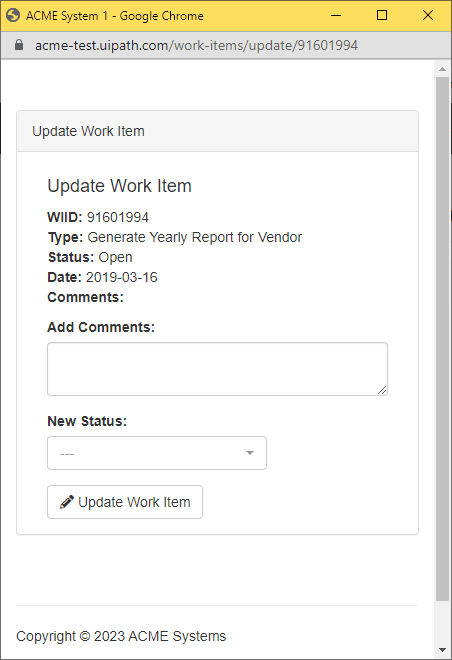 ACME System 1 - Google Chrome
acme-test.uipath.com/work-items/update/91601994
Update Work Item
Update Work Item
WIID: 91601994
Type: Generate Yearly Report for Vendor
Status: Open
Date: 2019-03-16
Comments:
Add Comments:
New Status:
---
Update Work Item
Copyright © 2023 ACME Systems